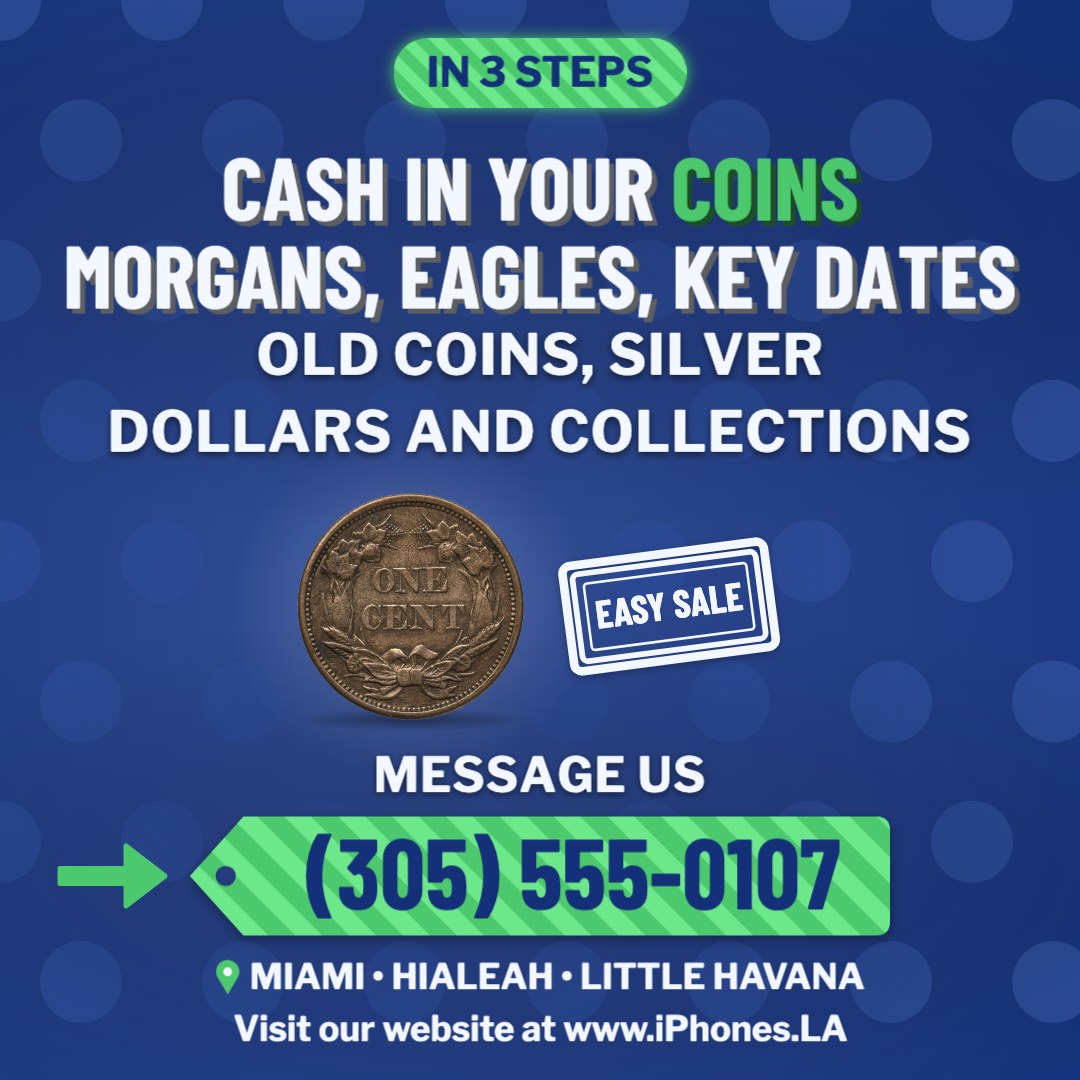 IN 3 STEPS
CASH IN YOUR COINS
MORGANS, EAGLES, KEY DATES
OLD COINS, SILVER
DOLLARS AND COLLECTIONS
ONE
CENT
EASY SALE
MESSAGE US
(305) 555-0107
MIAMI • HIALEAH • LITTLE HAVANA
Visit our website at www.iPhones.LA